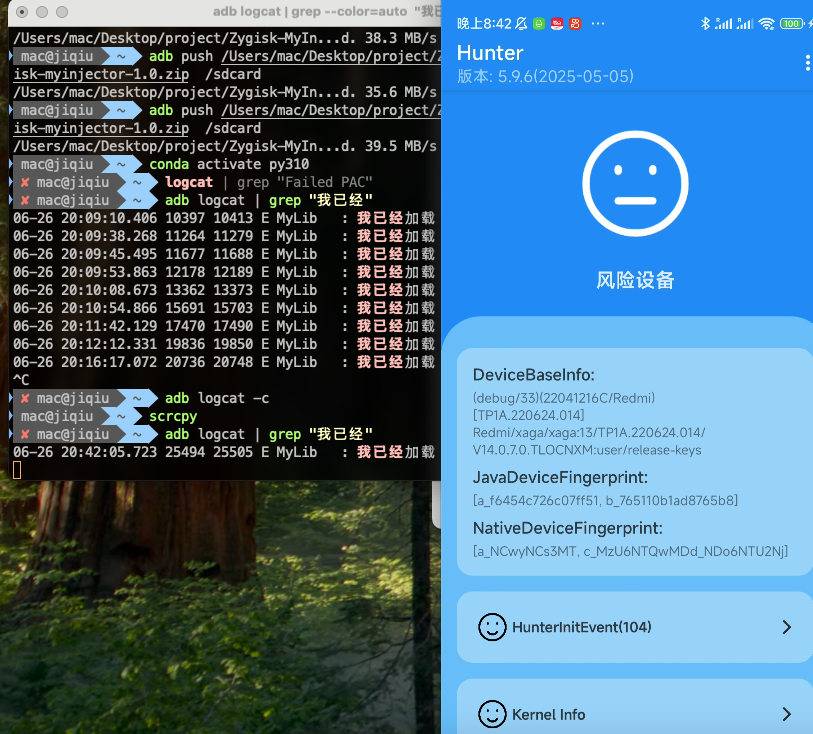 adb logcat | grep --color=auto "我已
/Users/mac/Desktop/project/Zygisk-MyIn...d. 38.3 MB/s
mac@jiqiu ~ adb push /Users/mac/Desktop/project/Z
isk-myinjector-1.0.zip /sdcard
/Users/mac/Desktop/project/Zygisk-MyIn...d. 35.6 MB/s
mac@jiqiu ~ adb push /Users/mac/Desktop/project/Z
isk-myinjector-1.0.zip /sdcard
/Users/mac/Desktop/project/Zygisk-MyIn...d. 39.5 MB/s
mac@jiqiu ~ conda activate py310
✘ mac@jiqiu ~ logcat | grep "Failed PAC"
✘ mac@jiqiu ~ adb logcat | grep "我已经"
06-26 20:09:10.406 10397 10413 E MyLib : 我已经加载
06-26 20:09:38.268 11264 11279 E MyLib : 我已经加载
06-26 20:09:45.495 11677 11688 E MyLib : 我已经加载
06-26 20:09:53.863 12178 12189 E MyLib : 我已经加载
06-26 20:10:08.673 13362 13373 E MyLib : 我已经加载
06-26 20:10:54.866 15691 15703 E MyLib : 我已经加载
06-26 20:11:42.129 17470 17490 E MyLib : 我已经加载
06-26 20:12:12.331 19836 19850 E MyLib : 我已经加载
06-26 20:16:17.072 20736 20748 E MyLib : 我已经加载
^C
✘ mac@jiqiu ~ adb logcat -c
mac@jiqiu ~ scrcpy
✘ mac@jiqiu ~ adb logcat | grep "我已经"
06-26 20:42:05.723 25494 25505 E MyLib : 我已经加载
晚上8:42
100
Hunter
版本: 5.9.6(2025-05-05)
风险设备
DeviceBaseInfo:
(debug/33)(22041216C/Redmi)
[TP1A.220624.014]
Redmi/xaga/xaga:13/TP1A.220624.014/
V14.0.7.0.TLOCNXM:user/release-keys
JavaDeviceFingerprint:
[a_f6454c726c07ff51, b_765110b1ad8765b8]
NativeDeviceFingerprint:
[a_NCwyNCs3MT, c_MzU6NTQwMDd_NDo6NTU2Nj]
HunterInitEvent(104)
Kernel Info